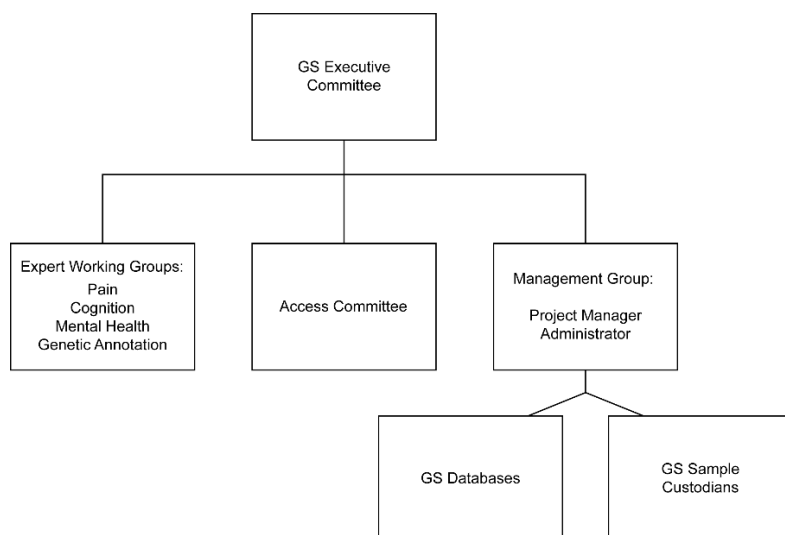 GS Executive
Committee
Expert Working Groups:
Pain
Cognition
Mental Health
Genetic Annotation
Access Committee
Management Group:
Project Manager
Administrator
GS Databases
GS Sample
Custodians